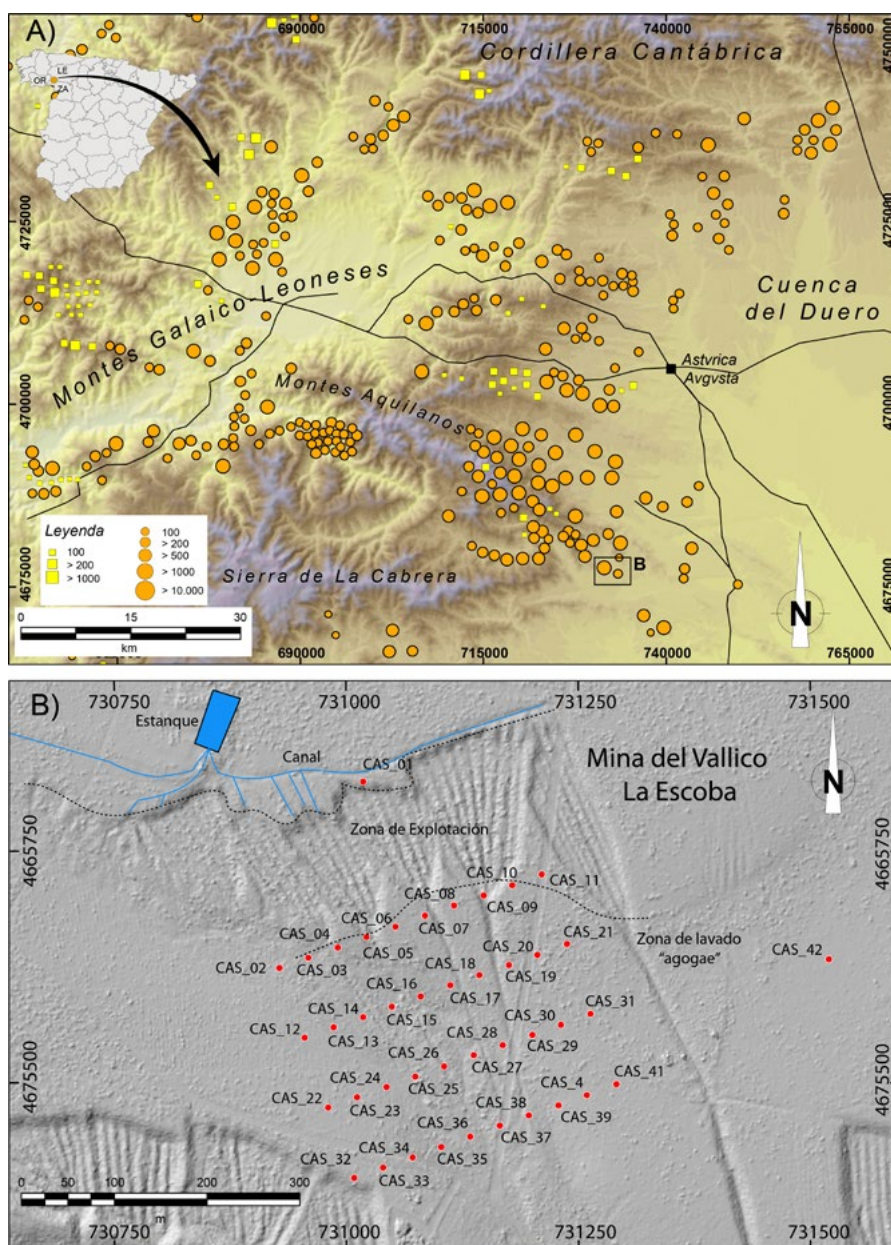 A)
690000
715000
740000
765000
4750000
Cordillera Cantábrica
LE
OR
ZA
4725000
4725000
Montes Galaico Leoneses
Cuenca
del Duero
Astvrica
Avgvsta
4700000
4700000
Montes Aquilanos
Leyenda
100
> 200
> 1000
100
> 200
> 500
> 1000
> 10.000
Sierra de La Cabrera
B
4675000
4675000
N
0 15 30
km
690000
715000
740000
765000
B)
730750
731000
731250
731500
Estanque
Canal
CAS_01
Mina del Vallico
La Escoba
N
Zona de Explotación
4665750
4665750
CAS_10
CAS_11
CAS_08
CAS_09
CAS_06
CAS_07
CAS_04
CAS_05
CAS_21
CAS_02
CAS_03
CAS_20
Zona de lavado
"agogae"
CAS_42
CAS_18
CAS_19
CAS_16
CAS_17
CAS_14
CAS_15
CAS_31
CAS_12
CAS_13
CAS_30
CAS_28
CAS_29
CAS_26
CAS_27
CAS_24
CAS_25
CAS_41
CAS_22
CAS_23
CAS_4
CAS_38
CAS_39
CAS_36
CAS_37
CAS_34
CAS_35
CAS_32
CAS_33
4675500
4675500
0 100 200 300
m
730750
731000
731250
731500